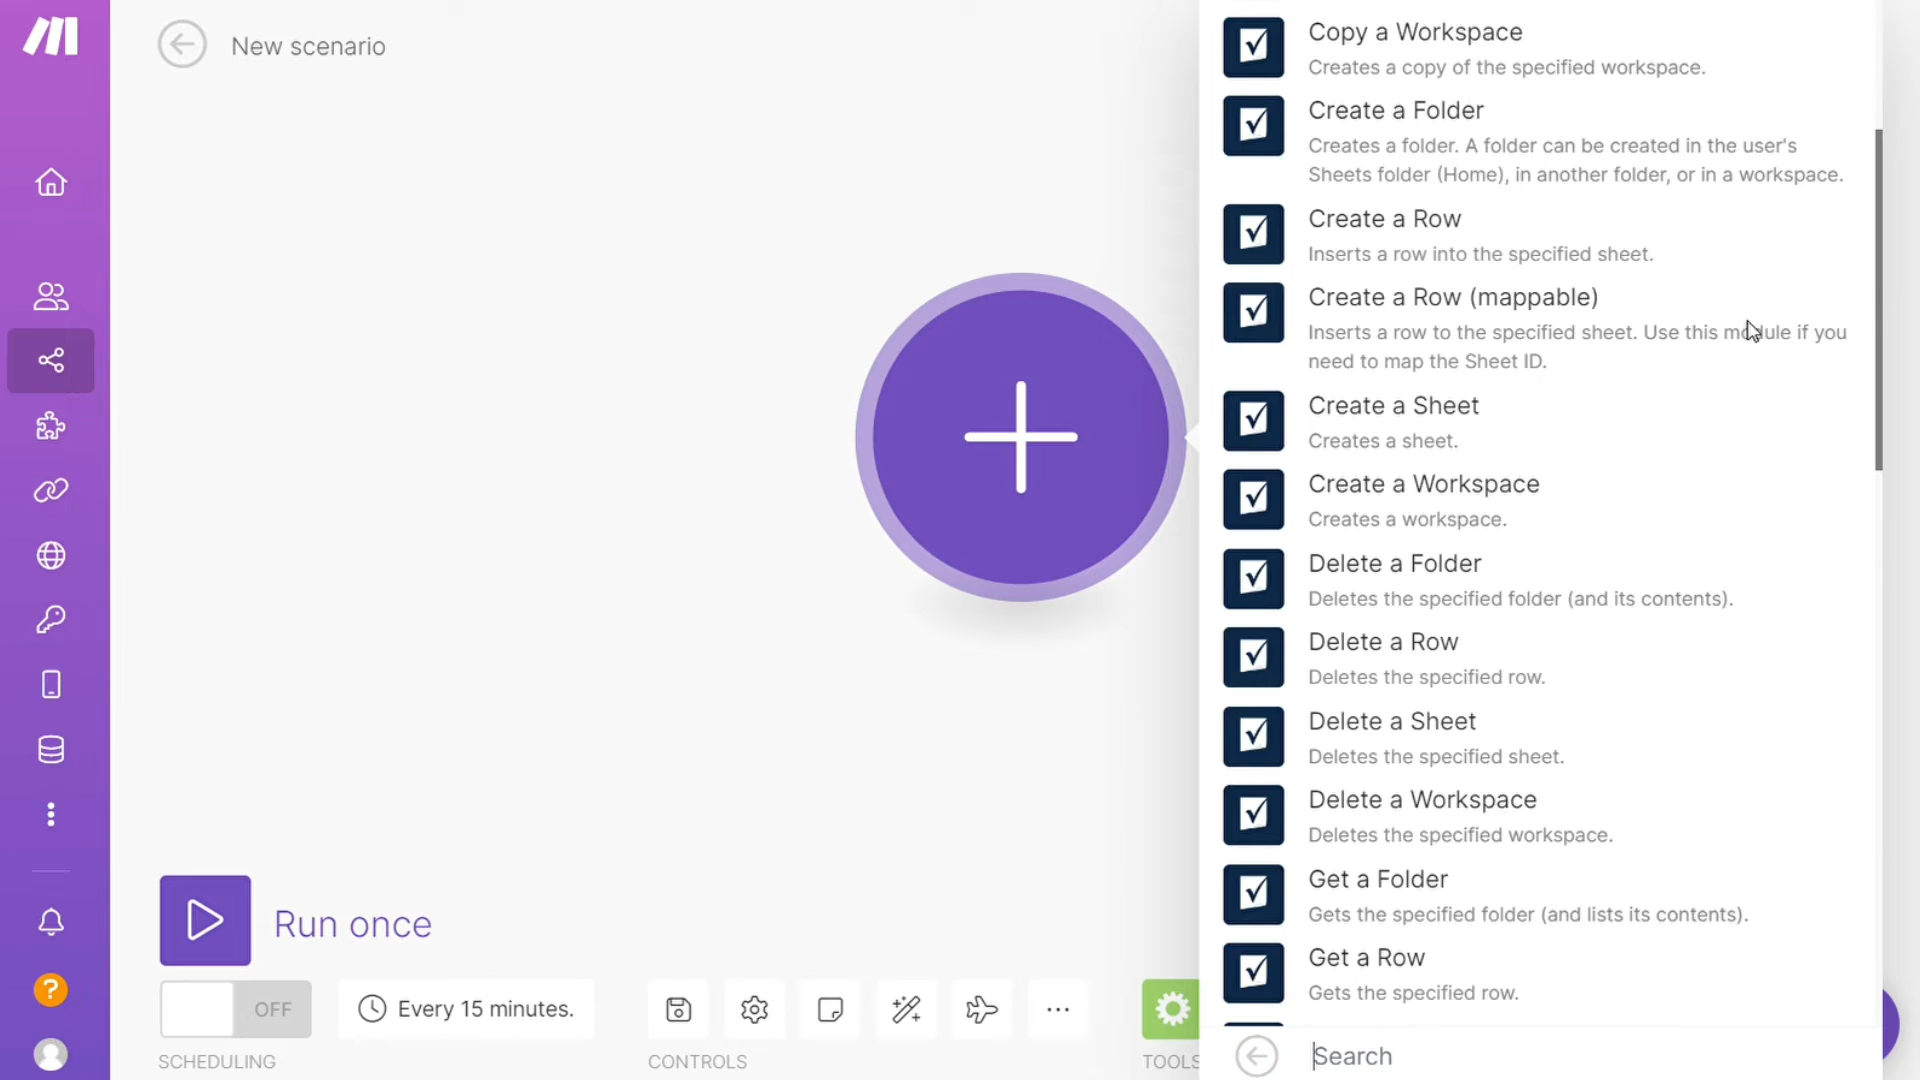 New scenario
Copy a Workspace
Creates a copy of the specified workspace.
Create a Folder
Creates a folder. A folder can be created in the user's
Sheets folder (Home), in another folder, or in a workspace.
Create a Row
Inserts a row into the specified sheet.
Create a Row (mappable)
Inserts a row to the specified sheet. Use this module if you
need to map the Sheet ID.
Create a Sheet
Creates a sheet.
Create a Workspace
Creates a workspace.
Delete a Folder
Deletes the specified folder (and its contents).
Delete a Row
Deletes the specified row.
Delete a Sheet
Deletes the specified sheet.
Delete a Workspace
Deletes the specified workspace.
Get a Folder
Gets the specified folder (and lists its contents).
Get a Row
Gets the specified row.
Search
Run once
OFF
Every 15 minutes.
SCHEDULING
CONTROLS
TOOLS
?